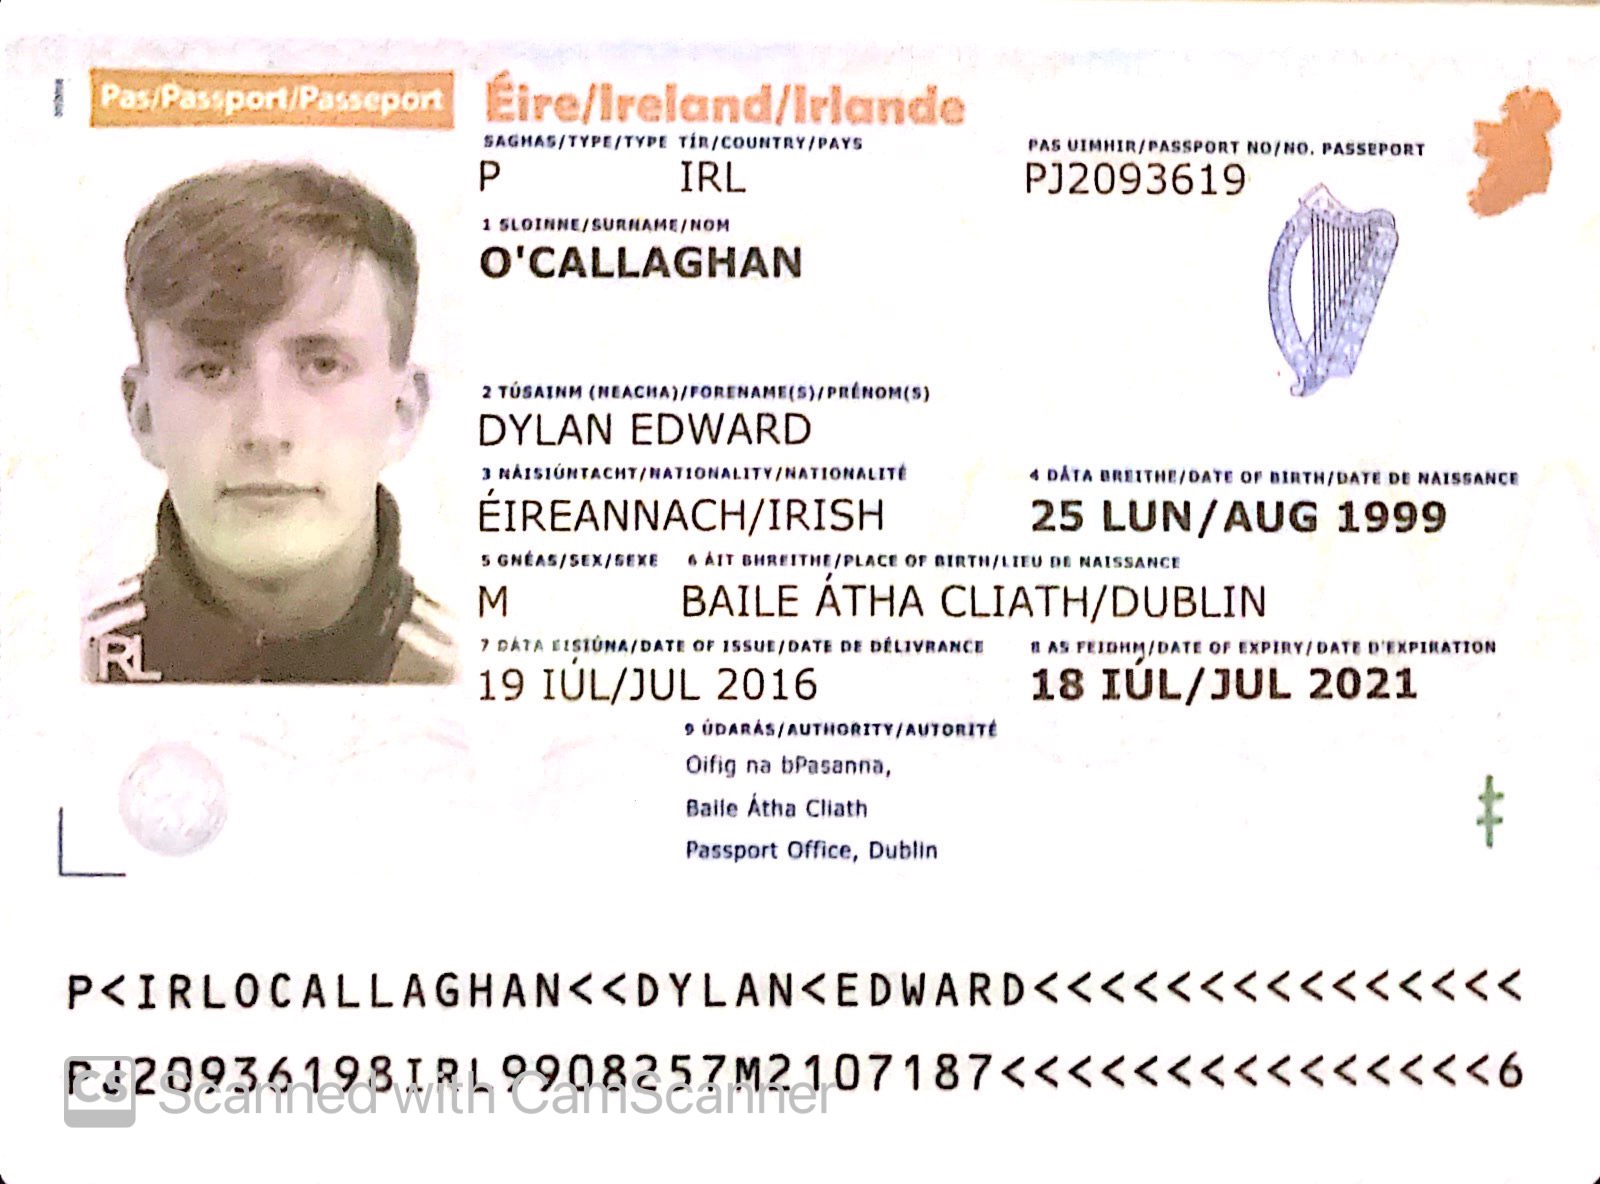 Pas/Passport/Passeport
Éire/Ireland/Irlande
SAGHAS/TYPE/TYPE TÍR/COUNTRY/PAYS
PAS UIMHIR/PASSPORT NO/NO. PASSEPORT
P IRL
PJ2093619
1 SLOINNE/SURNAME/NOM
O'CALLAGHAN
2 TÚSAINM (NEACHA)/FORENAME(S)/PRÉNOM(S)
DYLAN EDWARD
3 NÁISIÚNTACHT/NATIONALITY/NATIONALITÉ
4 DÁTA BREITHE/DATE OF BIRTH/DATE DE NAISSANCE
ÉIREANNACH/IRISH
25 LUN/AUG 1999
5 GNÉAS/SEX/SEXE 6 ÁIT BHREITHE/PLACE OF BIRTH/LIEU DE NAISSANCE
M BAILE ÁTHA CLIATH/DUBLIN
7 DÁTA EISIÚNA/DATE OF ISSUE/DATE DE DÉLIVRANCE
8 AS FEIDHM/DATE OF EXPIRY/DATE D'EXPIRATION
19 IÚL/JUL 2016
18 IÚL/JUL 2021
IRL
9 ÚDARÁS/AUTHORITY/AUTORITÉ
Oifig na bPasanna,
Baile Átha Cliath
Passport Office, Dublin
P<IRLOCALLAGHAN<<DYLAN<EDWARD<<<<<<<<<<<<<<<
PJ20936198IRL9908257M2107187<<<<<<<<<<<<<<<6
CS Scanned with CamScanner